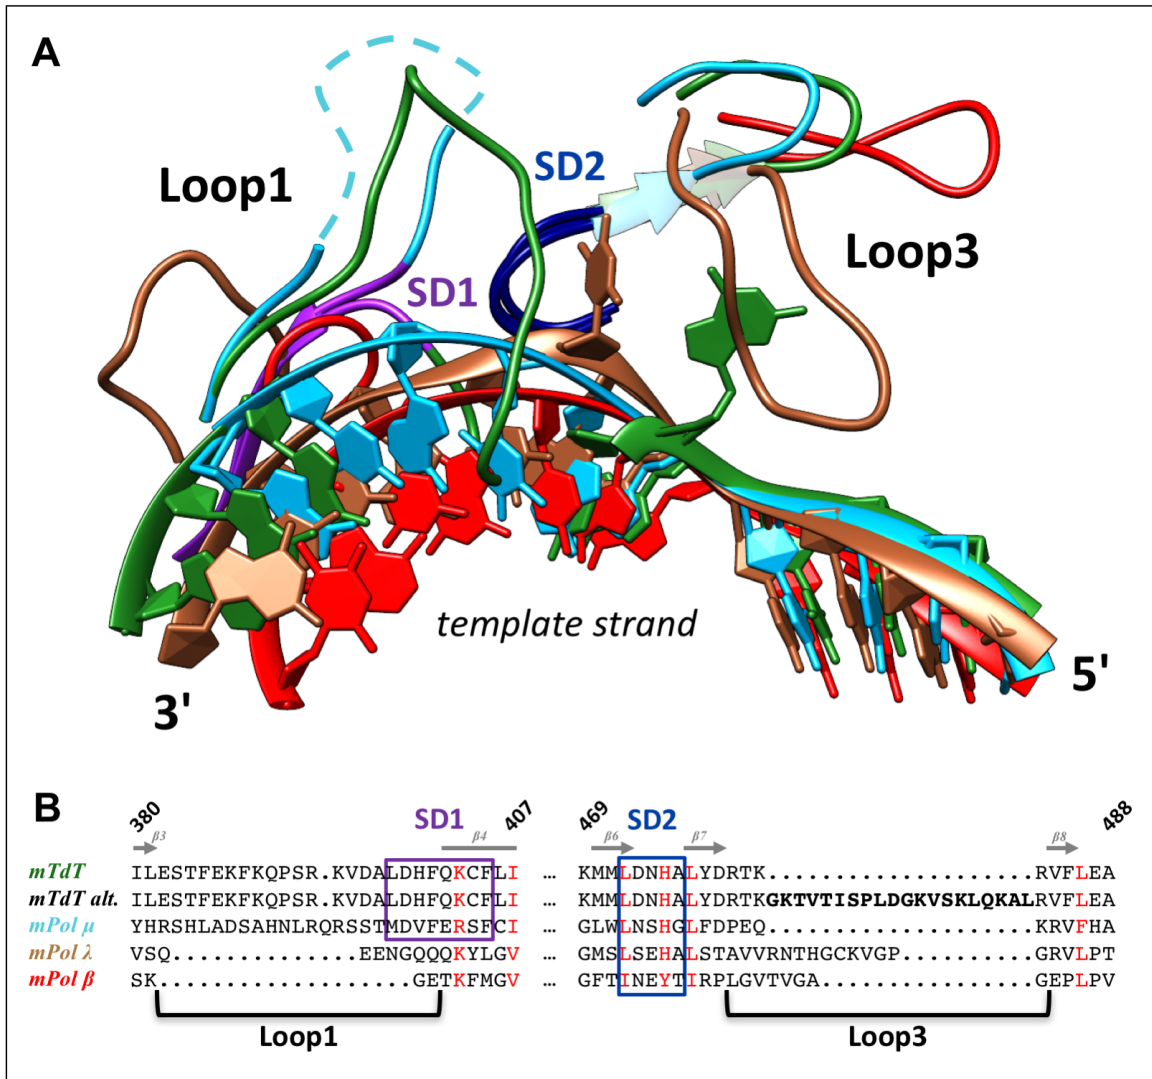 A
Loop1
SD2
SD1
Loop3
template strand
3'
5'
B
380 β3 SD1 β4 407 469 β6 SD2 β7 β8 488
mTdT ILESTFEKFKQPSR.KVDALDHFQKCFLI ... KMMLDNHALYDRTK.....................RVFLEA
mTdT alt. ILESTFEKFKQPSR.KVDALDHFQKCFLI ... KMMLDNHALYDRTKGKTVTISPLDGKVSKLQKALRVFLEA
mPol μ YHRSHLADSAHNLRQRSSTMDVFERSFCI ... GLWLNSHGLFDPEQ.....................KRVFHA
mPol λ VSQ..............EENGQQQKYLGV ... GMSLSEHALSTAVVRNTHGCKVGP...........GRVLPT
mPol β SK...................GETKFMGV ... GFTINEYTIRPLGVTVGA.................GEPLPV
Loop1 Loop3